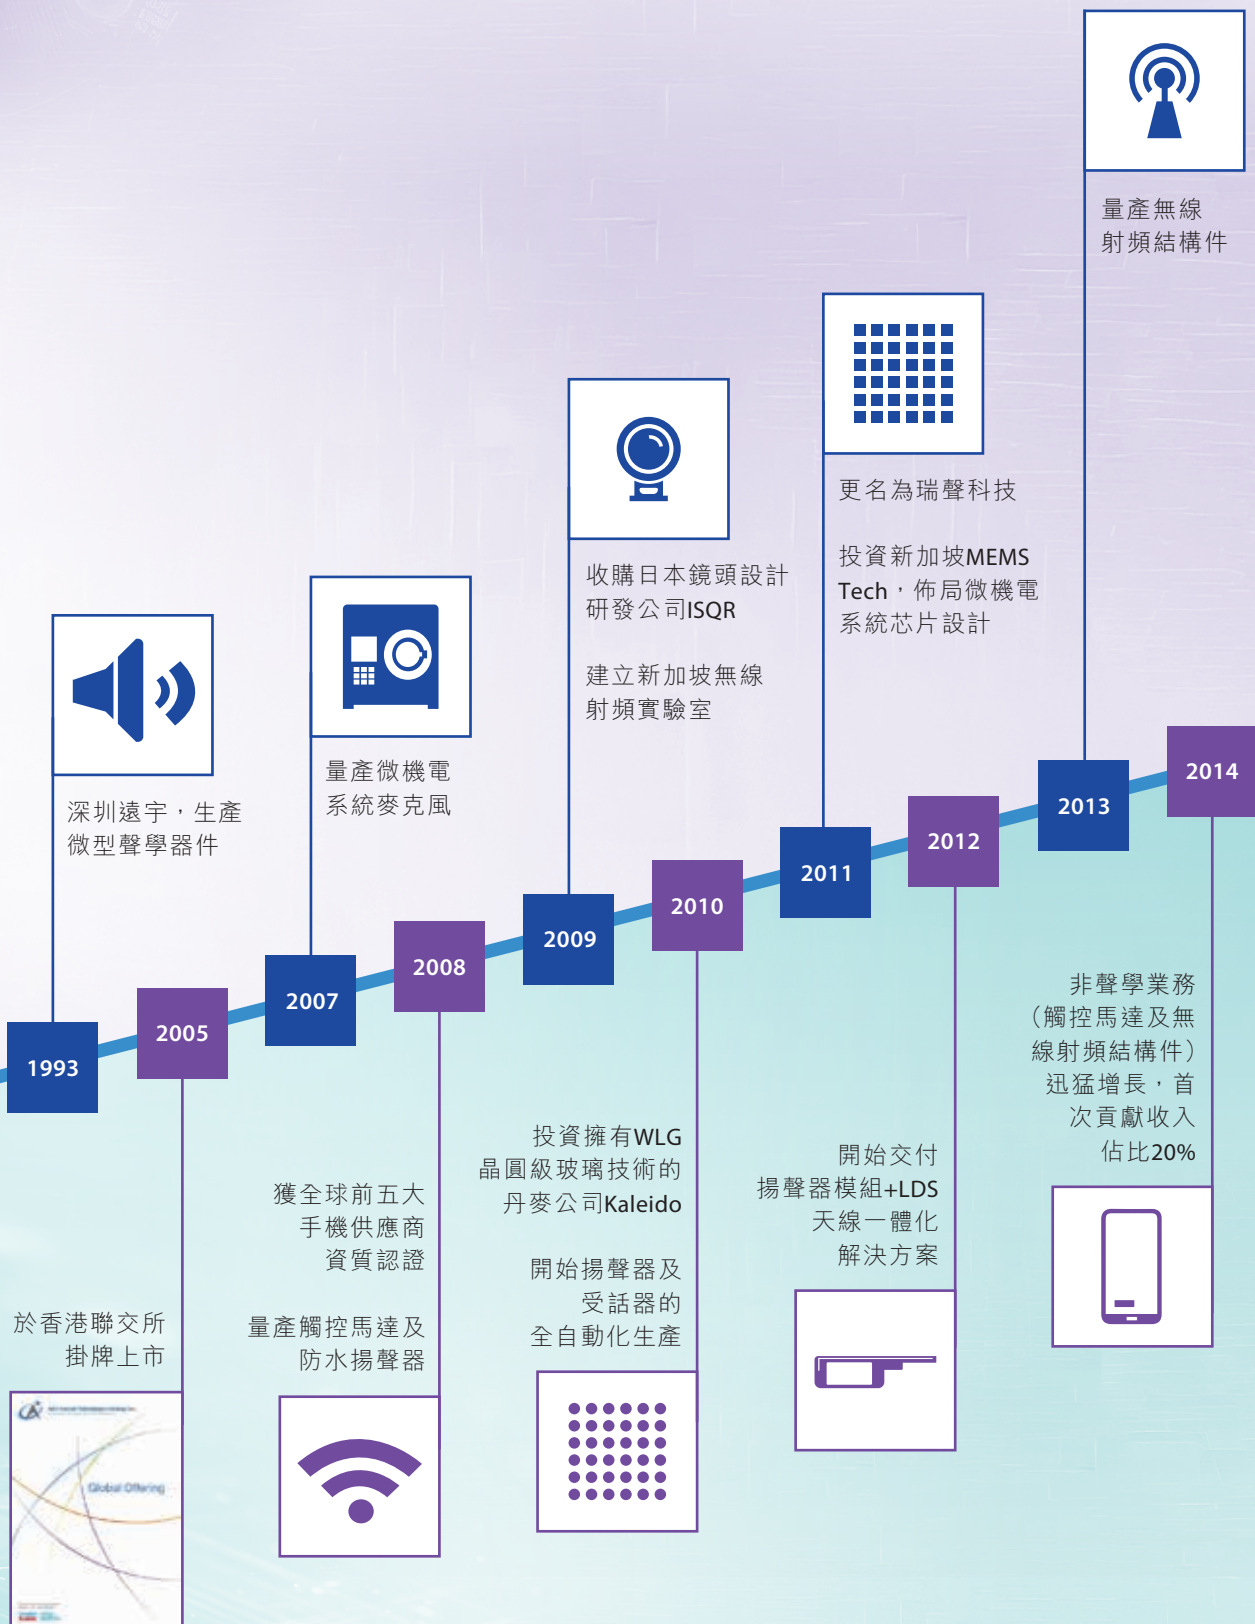 量產無線
射頻結構件
更名為瑞聲科技
投資新加坡MEMS
Tech，佈局微機電
系統芯片設計
收購日本鏡頭設計
研發公司ISQR
建立新加坡無線
射頻實驗室
量產微機電
系統麥克風
深圳遠宇，生產
微型聲學器件
1993
2005
2007
2008
2009
2010
2011
2012
2013
2014
於香港聯交所
掛牌上市
Global Offering
獲全球前五大
手機供應商
資質認證
量產觸控馬達及
防水揚聲器
投資擁有WLG
晶圓級玻璃技術的
丹麥公司Kaleido
開始揚聲器及
受話器的
全自動化生產
開始交付
揚聲器模組+LDS
天線一體化
解決方案
非聲學業務
（觸控馬達及無
線射頻結構件）
迅猛增長，首
次貢獻收入
佔比20%